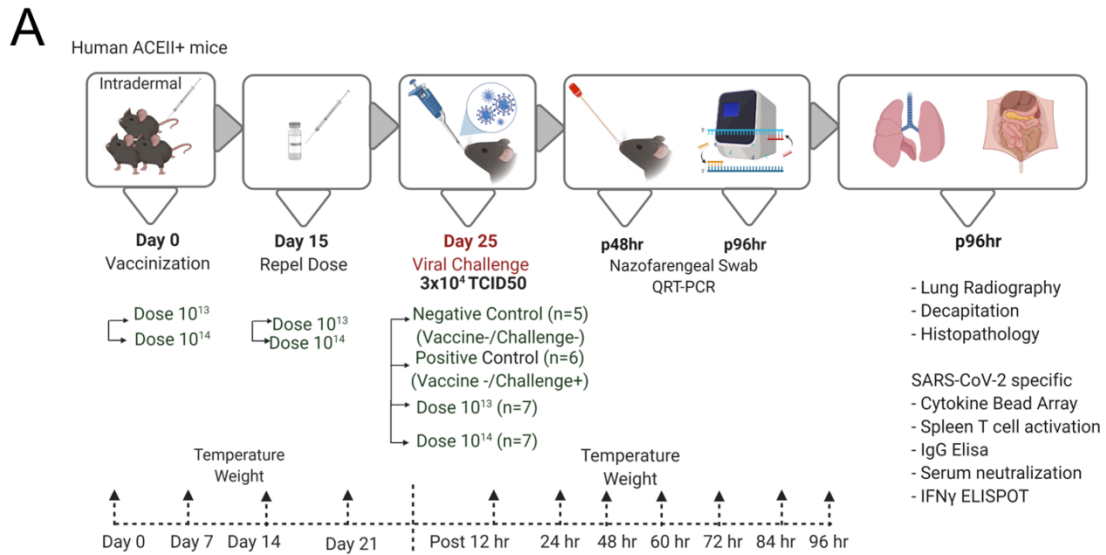 A
Human ACEII+ mice
Intradermal
Day 0
Vaccinization
Dose 10¹³
Dose 10¹⁴
Day 15
Repel Dose
Dose 10¹³
Dose 10¹⁴
Day 25
Viral Challenge
3x10⁴ TCID50
Negative Control (n=5)
(Vaccine-/Challenge-)
Positive Control (n=6)
(Vaccine -/Challenge+)
Dose 10¹³ (n=7)
Dose 10¹⁴ (n=7)
p48hr
p96hr
Nazofarengeal Swab
QRT-PCR
p96hr
- Lung Radiography
- Decapitation
- Histopathology
SARS-CoV-2 specific
- Cytokine Bead Array
- Spleen T cell activation
- IgG Elisa
- Serum neutralization
- IFNγ ELISPOT
Temperature
Weight
Temperature
Weight
Day 0
Day 7
Day 14
Day 21
Post 12 hr
24 hr
48 hr
60 hr
72 hr
84 hr
96 hr